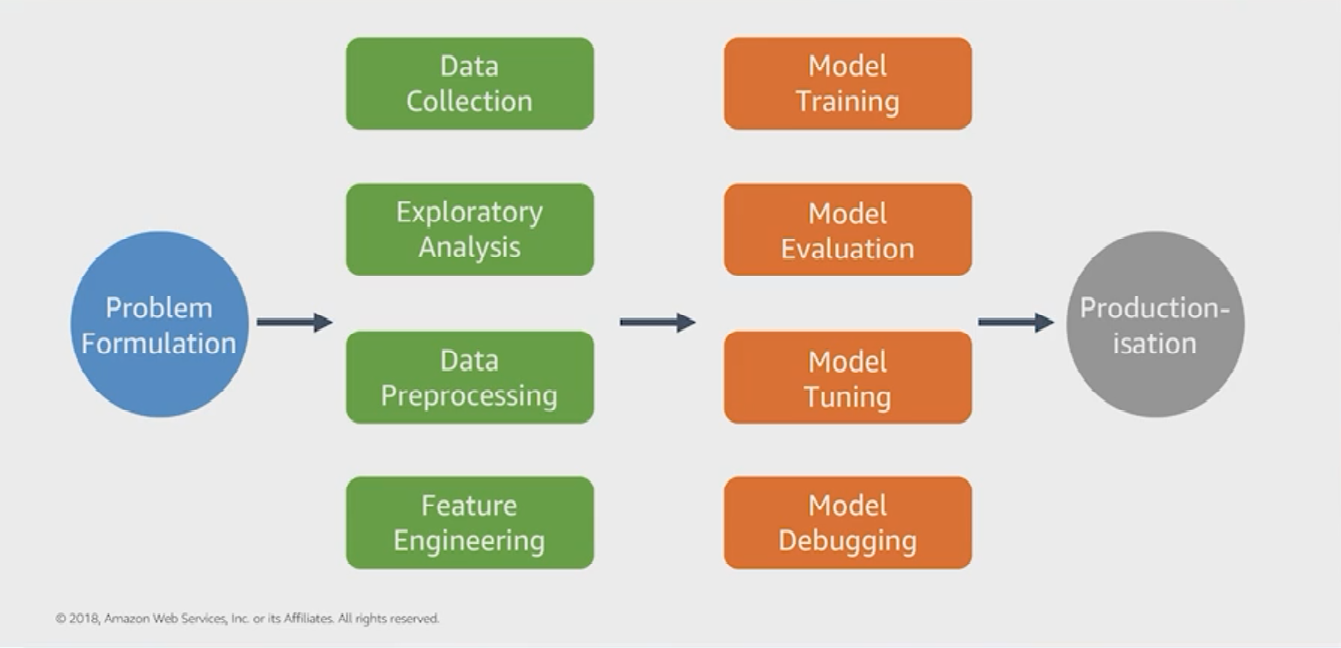 Problem
Formulation
Data
Collection
Exploratory
Analysis
Data
Preprocessing
Feature
Engineering
Model
Training
Model
Evaluation
Model
Tuning
Model
Debugging
Production-
isation
© 2018, Amazon Web Services, Inc. or its Affiliates. All rights reserved.